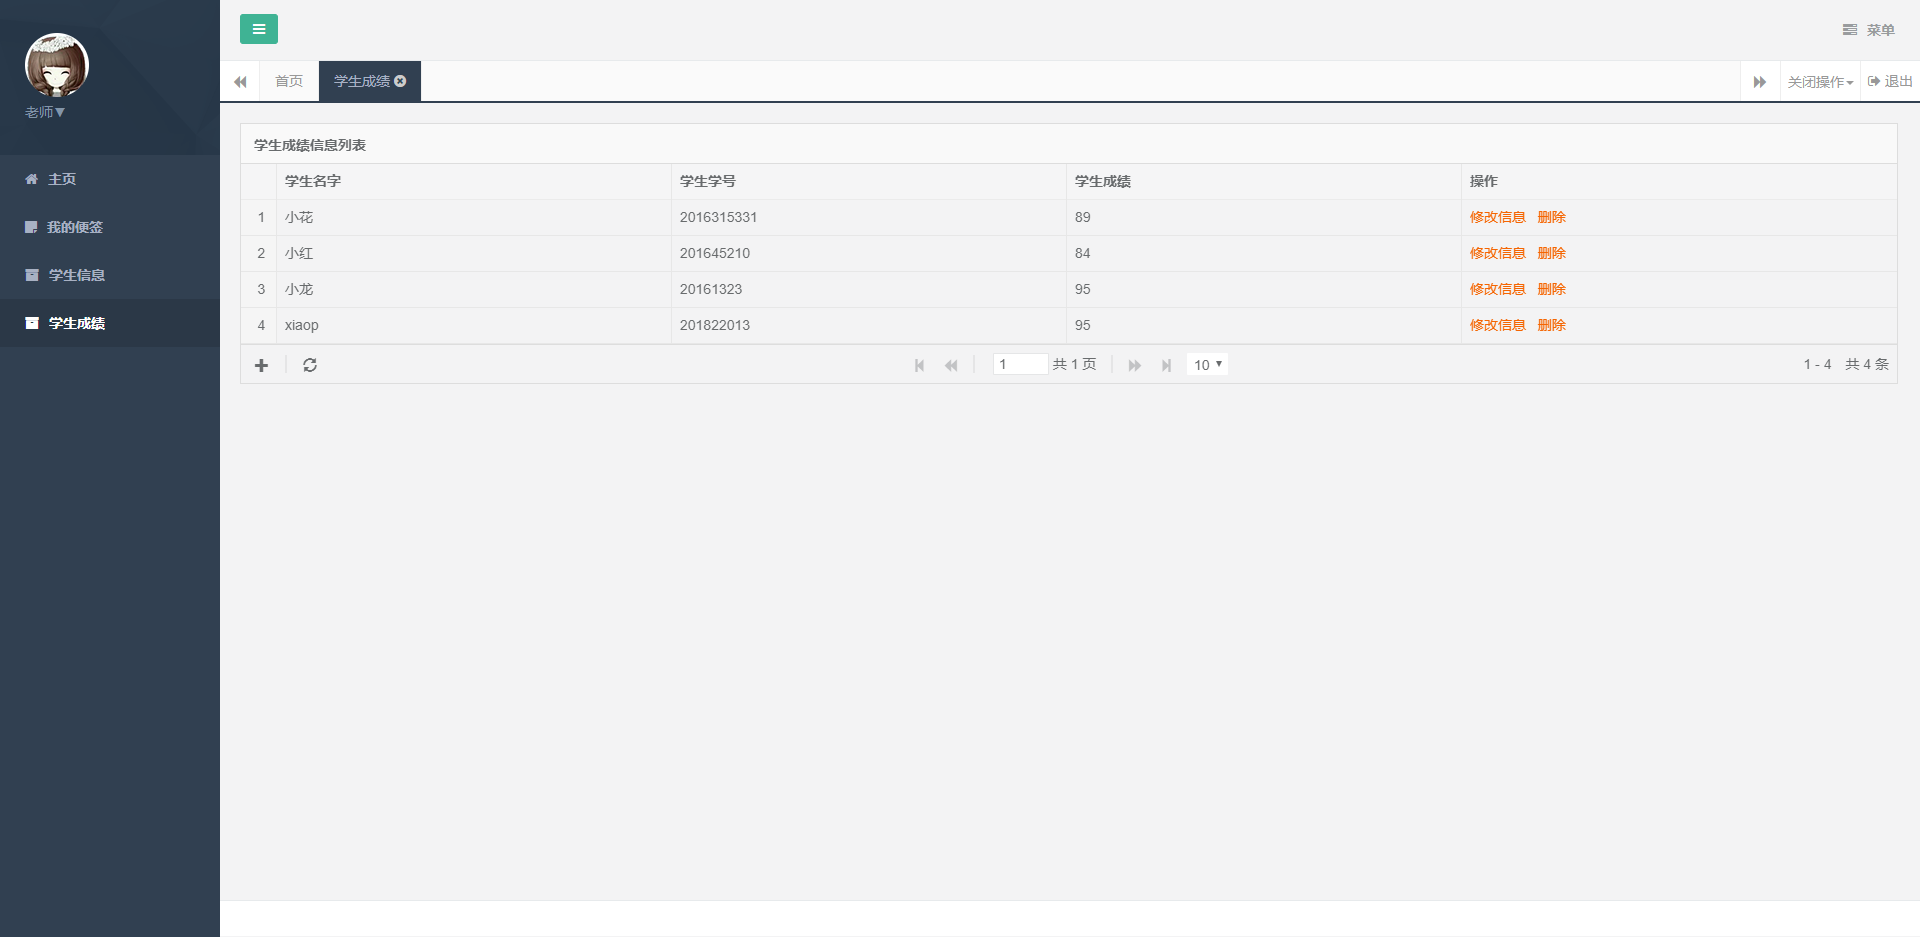 老师▼
主页
我的便签
学生信息
学生成绩
菜单
首页 学生成绩 关闭操作 退出
学生成绩信息列表
学生名字 学生学号 学生成绩 操作
1 小花 2016315331 89 修改信息 删除
2 小红 201645210 84 修改信息 删除
3 小龙 20161323 95 修改信息 删除
4 xiaop 201822013 95 修改信息 删除
1 共 1 页 10 1 - 4 共 4 条